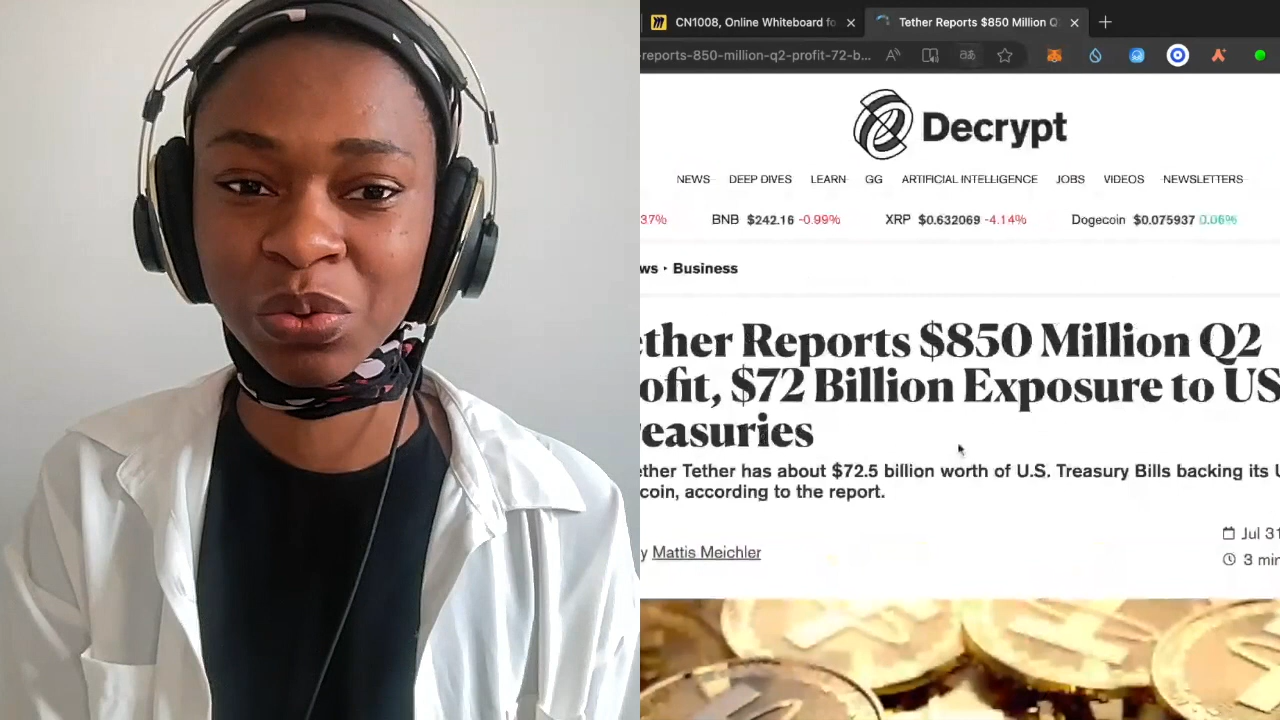 CN1008, Online Whiteboard fo
Tether Reports $850 Million Q
-reports-850-million-q2-profit-72-b...
Decrypt
NEWS DEEP DIVES LEARN GG ARTIFICIAL INTELLIGENCE JOBS VIDEOS NEWSLETTERS
37% BNB $242.16 -0.99% XRP $0.632069 -4.14% Dogecoin $0.075937 0.06%
ws › Business
ether Reports $850 Million Q2
ofit, $72 Billion Exposure to US
reasuries
ether Tether has about $72.5 billion worth of U.S. Treasury Bills backing its U
coin, according to the report.
Jul 31
y Mattis Meichler
3 min